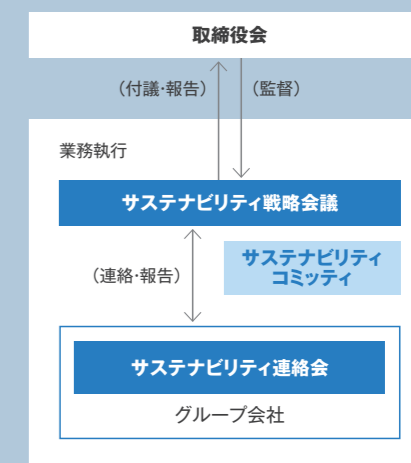 取締役会
（付議・報告）
（監督）
業務執行
サステナビリティ戦略会議
（連絡・報告）
サステナビリティ
コミッティ
サステナビリティ連絡会
グループ会社